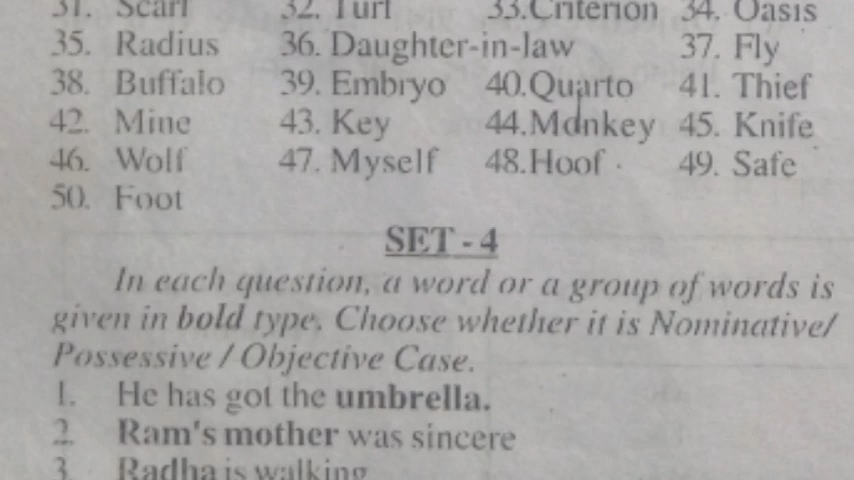 31. Scarf 32. Turf 33.Criterion 34. Oasis
35. Radius 36. Daughter-in-law 37. Fly
38. Buffalo 39. Embryo 40.Quarto 41. Thief
42. Mine 43. Key 44.Monkey 45. Knife
46. Wolf 47. Myself 48.Hoof 49. Safe
50. Foot
SET - 4
In each question, a word or a group of words is
given in bold type. Choose whether it is Nominative/
Possessive / Objective Case.
1. He has got the umbrella.
2. Ram's mother was sincere
3. Radha is walking